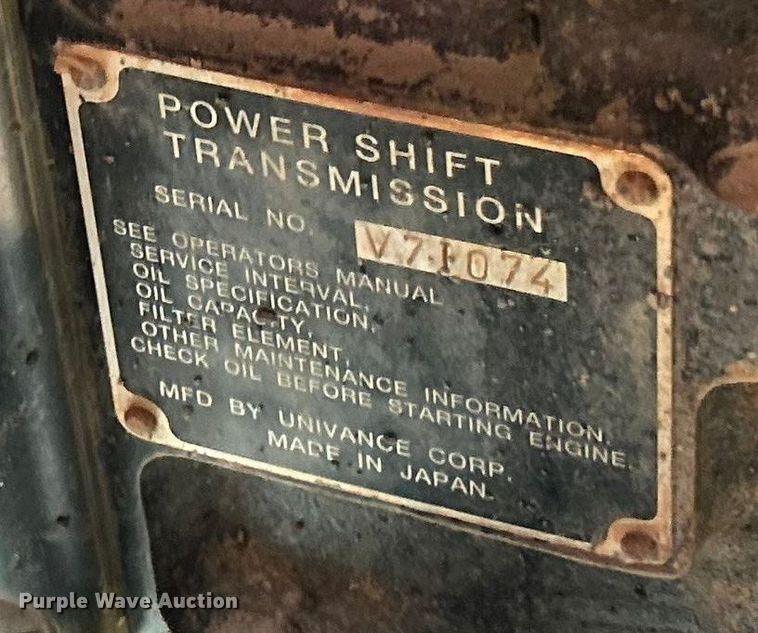 POWER SHIFT
TRANSMISSION
SERIAL NO. V71074
SEE OPERATORS MANUAL
SERVICE INTERVAL,
OIL SPECIFICATION,
OIL CAPACITY,
FILTER ELEMENT,
OTHER MAINTENANCE INFORMATION.
CHECK OIL BEFORE STARTING ENGINE.
MFD BY UNIVANCE CORP.
MADE IN JAPAN.
Purple Wave Auction